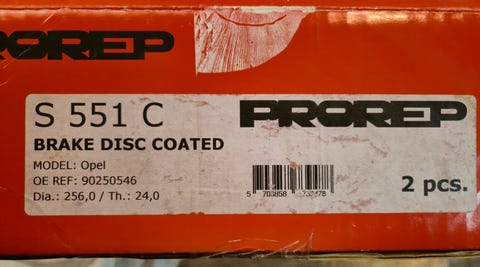 PROREP
S 551 C
PROREP
BRAKE DISC COATED
MODEL: Opel
OE REF: 90250546
Dia.: 256,0 / Th.: 24,0
2 pcs.